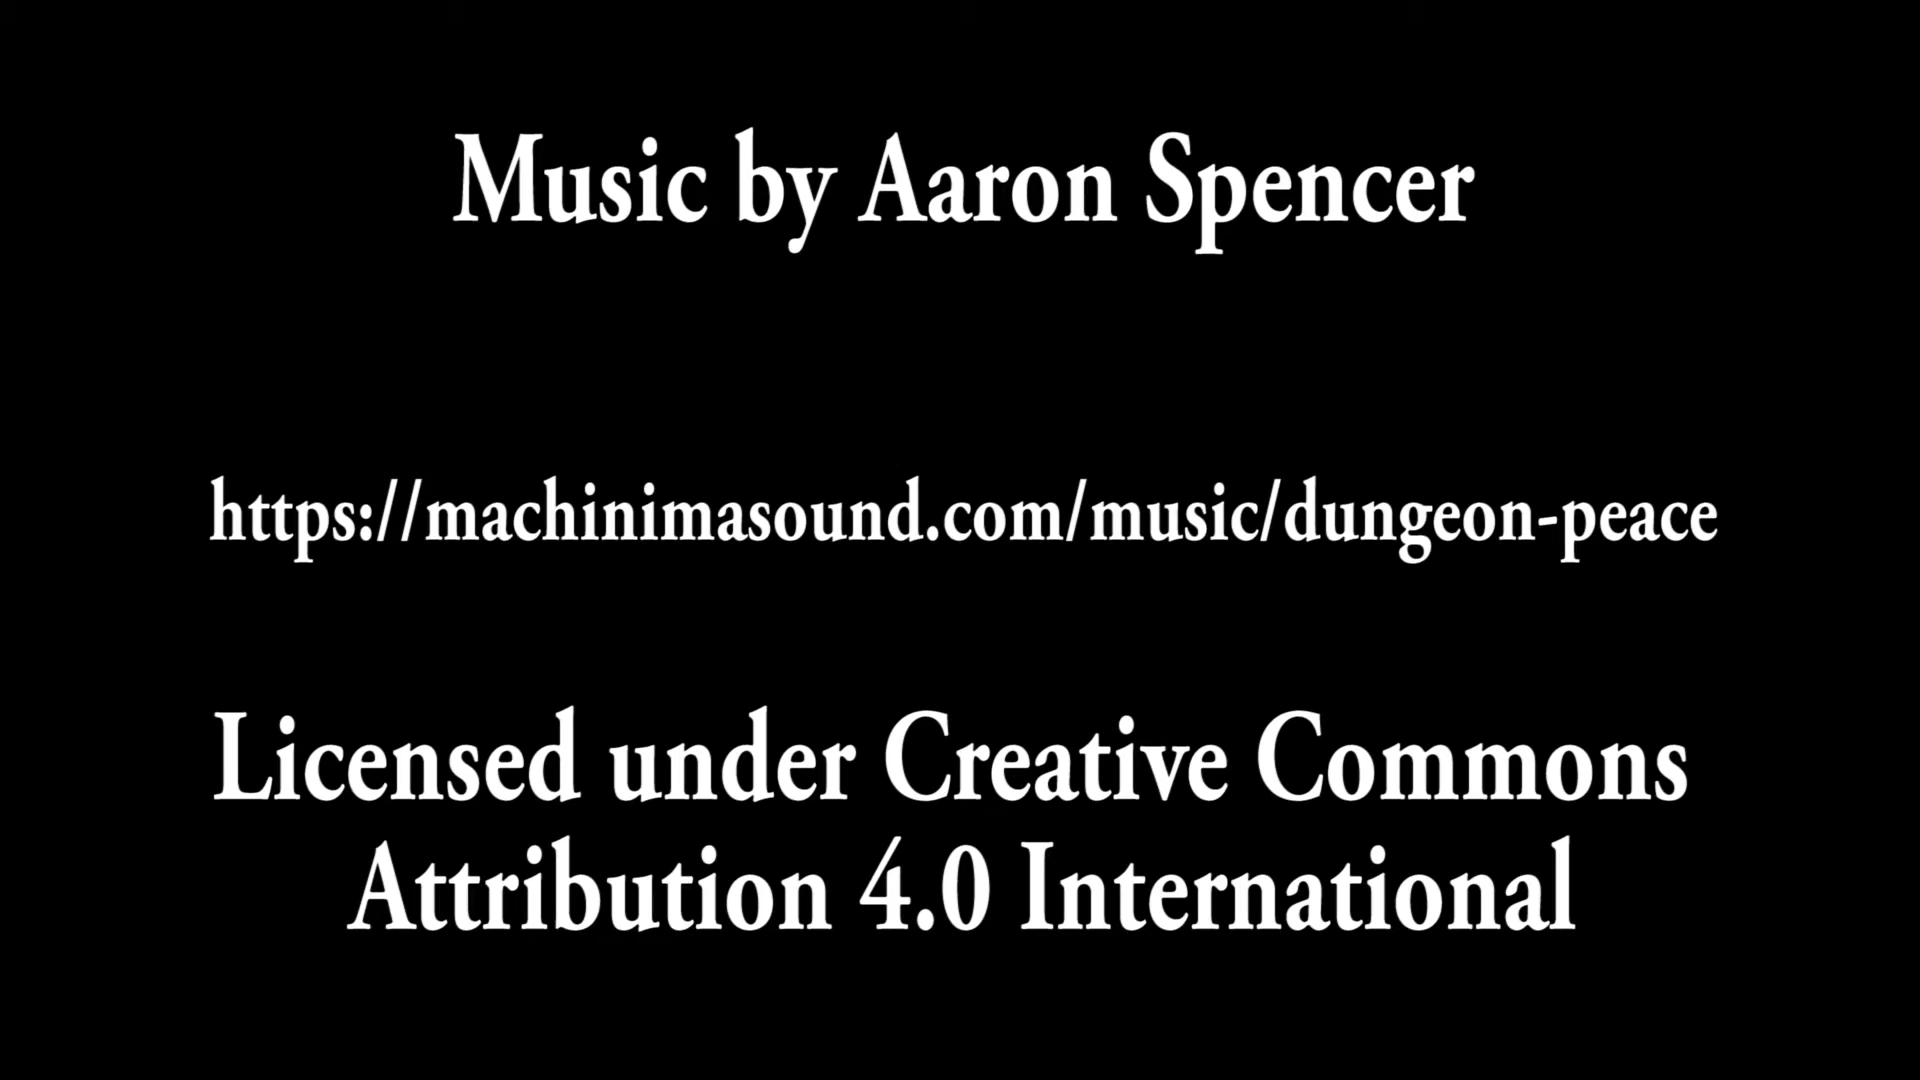 Music by Aaron Spencer
https://machinimasound.com/music/dungeon-peace
Licensed under Creative Commons
Attribution 4.0 International